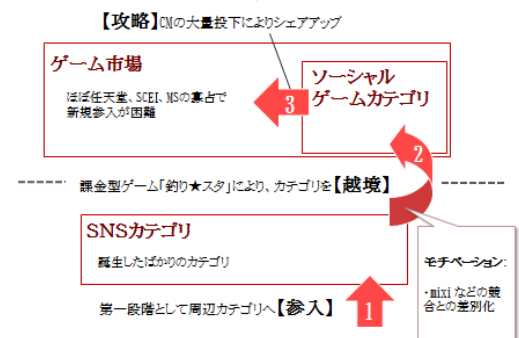 【攻略】CMの大量投下によりシェアアップ
ゲーム市場
ほぼ任天堂、SCEI、MSの寡占で
新規参入が困難
ソーシャル
ゲームカテゴリ
3
2
課金型ゲーム「釣り★スタ」により、カテゴリを【越境】
SNSカテゴリ
誕生したばかりのカテゴリ
モチベーション:
・mixiなどの競
合との差別化
第一段階として周辺カテゴリへ【参入】
1